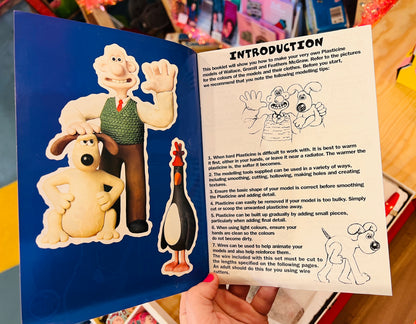 INTRODUCTION
This booklet will show you how to make your very own Plasticine
models of Wallace, Gromit and Feathers McGraw. Refer to the pictures
for the colours of the models and their clothes. Before you start,
we recommend that you note the following modelling tips:
1. When hard Plasticine is difficult to work with. It is best to warm
it first, either in your hands, or leave it near a radiator. The warmer the
plasticine is, the softer it becomes.
2. The modelling tools supplied can be used in a variety of ways,
including smoothing, cutting, hollowing, making holes and creating
textures.
3. Ensure the basic shape of your model is correct before smoothing
the Plasticine and adding detail.
4. Plasticine can easily be removed if your model is too bulky. Simply
cut or scoop the unwanted plasticine away.
5. Plasticine can be built up gradually by adding small pieces,
particularly when adding final detail.
6. When using light colours, ensure your
hands are clean so the colours
do not become dirty.
7. Wires can be used to help animate your
models and also help reinforce them.
The wire included with this set must be cut to
the lengths specified on the following pages.
An adult should do this for you using wire
cutters.